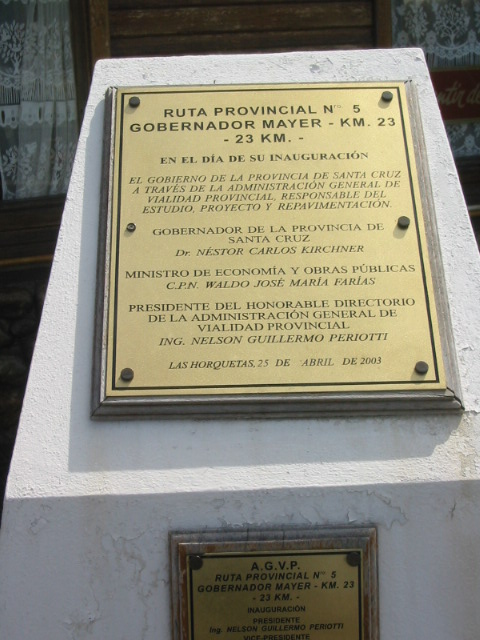 RUTA PROVINCIAL Nº 5
GOBERNADOR MAYER - KM. 23
- 23 KM. -
EN EL DÍA DE SU INAUGURACIÓN
EL GOBIERNO DE LA PROVINCIA DE SANTA CRUZ
A TRAVÉS DE LA ADMINISTRACIÓN GENERAL DE
VIALIDAD PROVINCIAL, RESPONSABLE DEL
ESTUDIO, PROYECTO Y REPAVIMENTACIÓN.
GOBERNADOR DE LA PROVINCIA DE
SANTA CRUZ
Dr. NÉSTOR CARLOS KIRCHNER
MINISTRO DE ECONOMÍA Y OBRAS PÚBLICAS
C.P.N. WALDO JOSÉ MARÍA FARÍAS
PRESIDENTE DEL HONORABLE DIRECTORIO
DE LA ADMINISTRACIÓN GENERAL DE
VIALIDAD PROVINCIAL
ING. NELSON GUILLERMO PERIOTTI
LAS HORQUETAS, 25 DE ABRIL DE 2003
A.G.V.P.
RUTA PROVINCIAL Nº 5
GOBERNADOR MAYER - KM. 23
- 23 KM. -
INAUGURACIÓN
PRESIDENTE
Ing. NELSON GUILLERMO PERIOTTI
VICE-PRESIDENTE